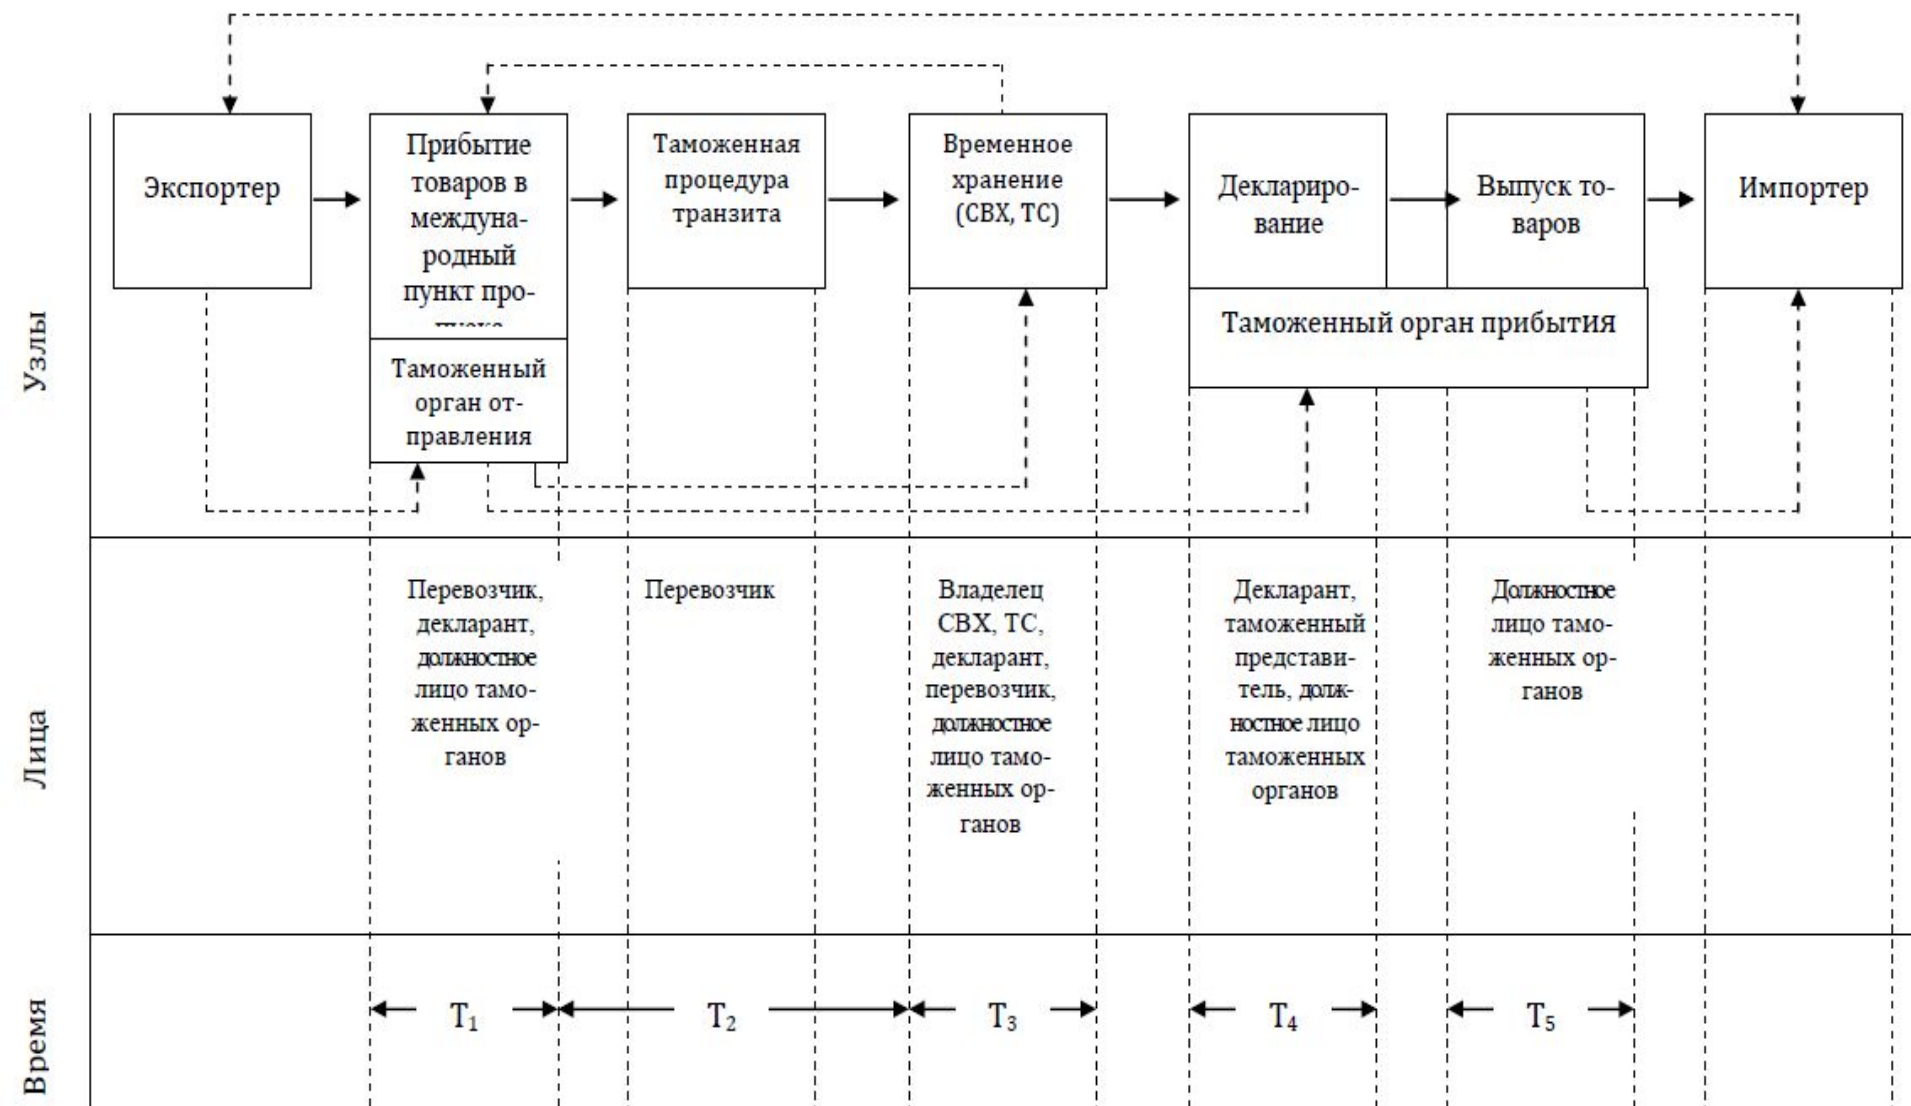 Экспортер
Прибытие
товаров в
междуна-
родный
пункт про-
Таможенный
орган от-
правления
Таможенная
процедура
транзита
Временное
хранение
(СВХ, ТС)
Декларiро-
вание
Выпуск то-
варов
Таможенный орган прибытия
Импортер
Узлы
Перевозчик,
декларант,
должностное
лицо тамо-
женных ор-
ганов
Перевозчик
Владелец
СВХ, ТС,
декларант,
перевозчик,
должностное
лицо тамо-
женных ор-
ганов
Декларант,
таможенный
представи-
тель, долж-
ностное лицо
таможенных
органов
Должностное
лицо тамо-
женных ор-
ганов
Лица
T₁
T₂
T₃
T₄
T₅
Время